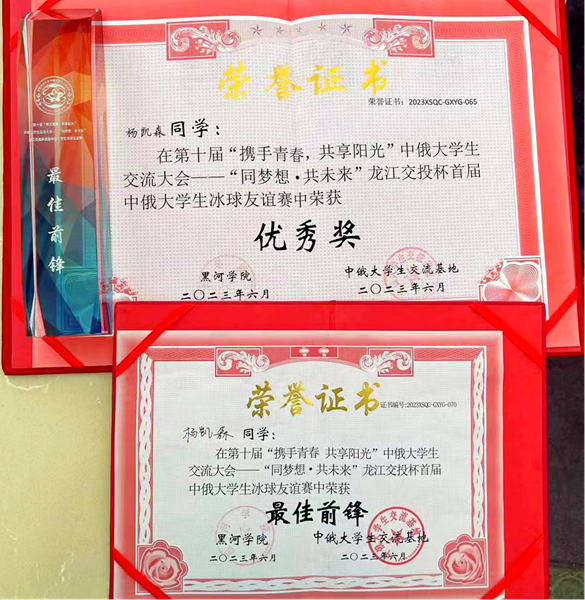 最佳前锋
荣誉证书
荣誉证书：2023XSQC-GXYG-065
杨凯森 同学：
在第十届“携手青春，共享阳光”中俄大学生
交流大会——“同梦想·共未来”龙江交投杯首届
中俄大学生冰球友谊赛中荣获
优秀奖
黑河学院 中俄大学生交流基地
二〇二三年六月 二〇二三年六月
荣誉证书
证书编号:2023XSQC-GXYG-070
杨凯森 同学：
在第十届“携手青春 共享阳光”中俄大学生
交流大会——“同梦想·共未来”龙江交投杯首届
中俄大学生冰球友谊赛中荣获
最佳前锋
黑河学院 中俄大学生交流基地
二〇二三年六月 二〇二三年六月